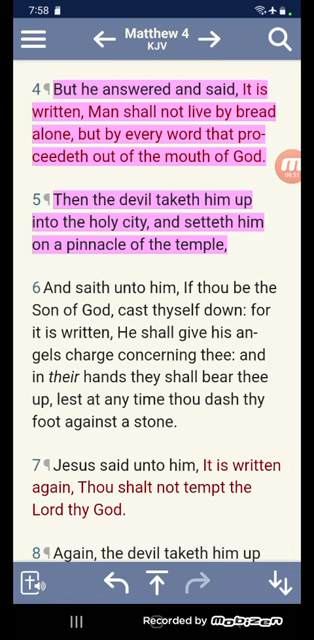 7:58
Matthew 4
KJV
4 ¶ But he answered and said, It is
written, Man shall not live by bread
alone, but by every word that pro-
ceedeth out of the mouth of God.
5 ¶ Then the devil taketh him up
into the holy city, and setteth him
on a pinnacle of the temple,
6 And saith unto him, If thou be the
Son of God, cast thyself down: for
it is written, He shall give his an-
gels charge concerning thee: and
in their hands they shall bear thee
up, lest at any time thou dash thy
foot against a stone.
7 ¶ Jesus said unto him, It is written
again, Thou shalt not tempt the
Lord thy God.
8 ¶ Again, the devil taketh him up
Recorded by mobizen